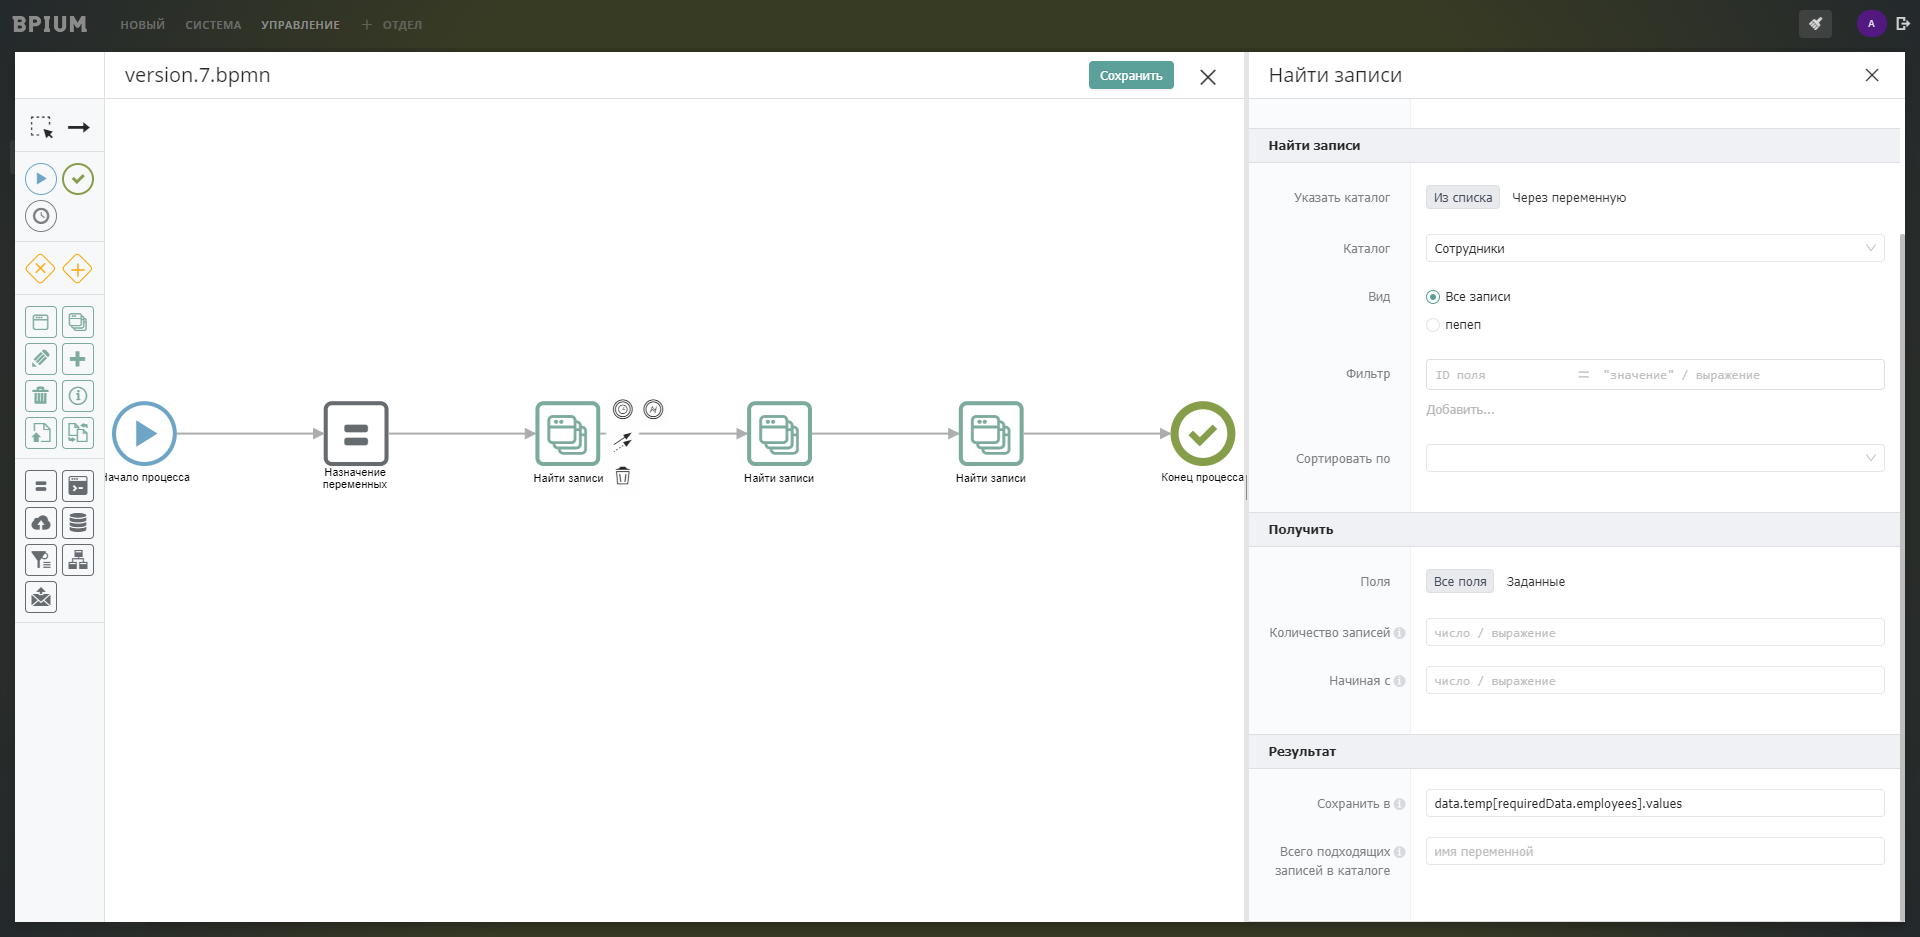 BPIUM
НОВЫЙ СИСТЕМА УПРАВЛЕНИЕ + ОТДЕЛ
A
version.7.bpmn
Сохранить
Начало процесса
Назначение
переменных
Найти записи
Найти записи
Найти записи
Конец процесса
Найти записи
Найти записи
Указать каталог Из списка Через переменную
Каталог Сотрудники
Вид Все записи
пепеп
Фильтр ID поля = "значение" / выражение
Добавить...
Сортировать по
Получить
Поля Все поля Заданные
Количество записей число / выражение
Начиная с число / выражение
Результат
Сохранить в data.temp[requiredData.employees].values
Всего подходящих
записей в каталоге
имя переменной